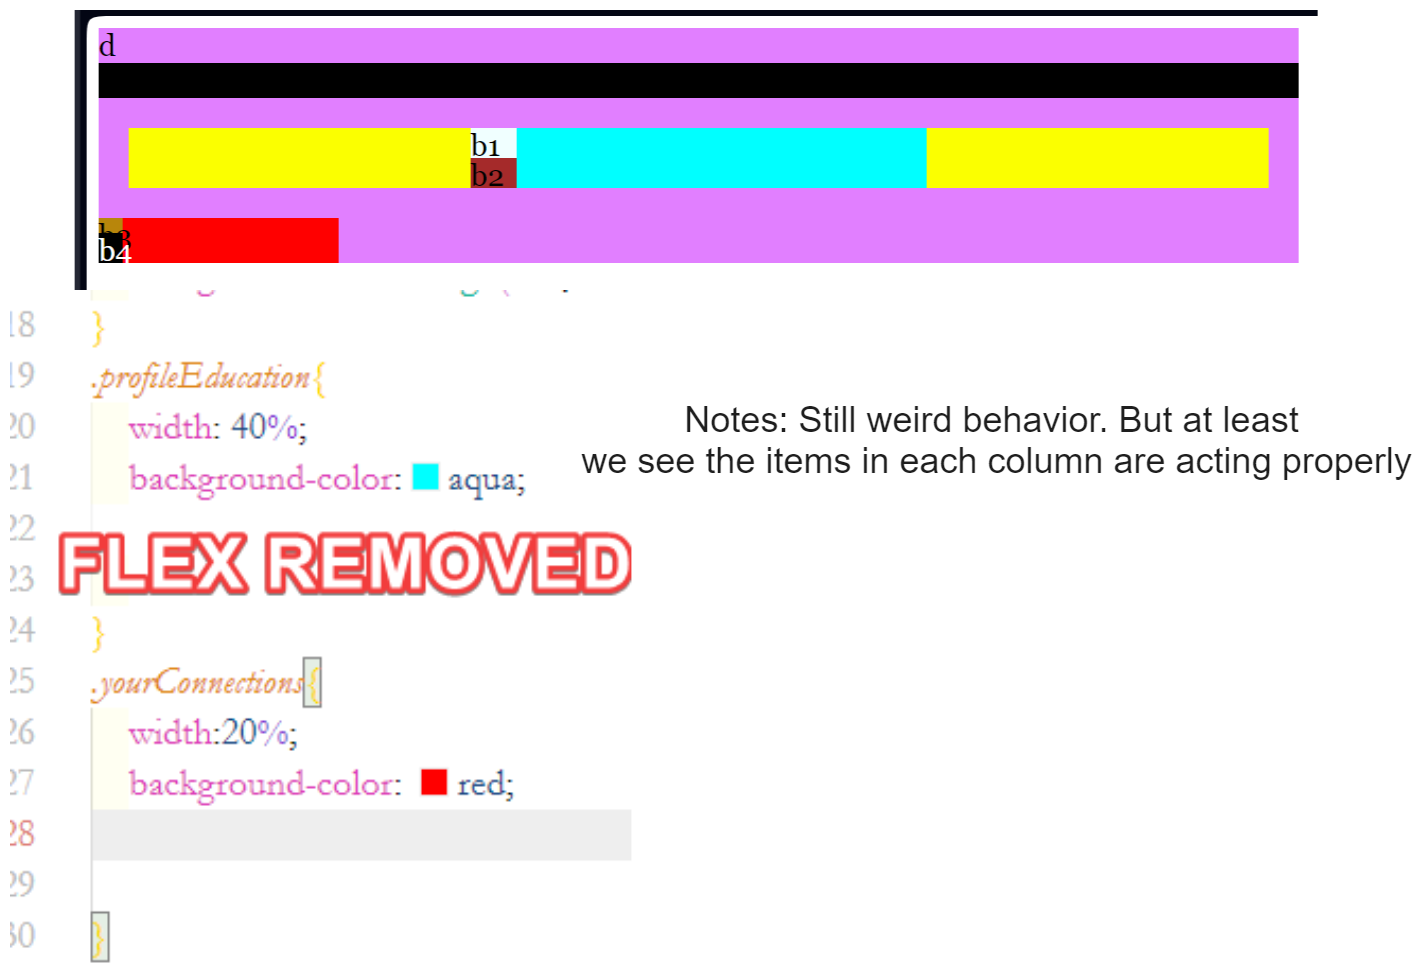 d
b1
b2
b3
b4
18
}
19 .profileEducation{
20 width: 40%;
21 background-color: aqua;
22
FLEX REMOVED
23
24 }
25 .yourConnections{
26 width:20%;
27 background-color: red;
28
29
30 }
Notes: Still weird behavior. But at least
we see the items in each column are acting properly